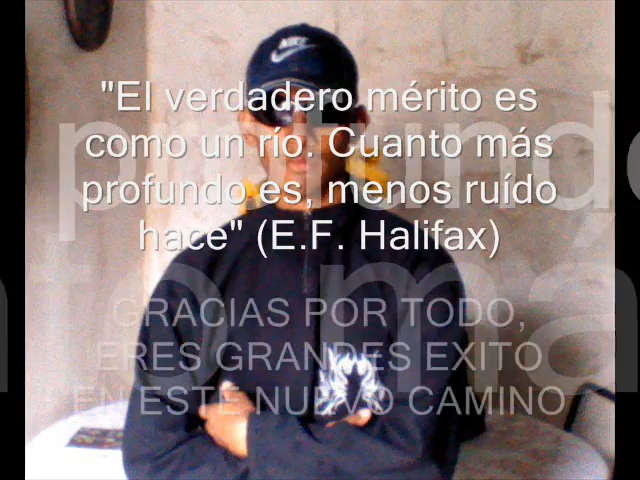 NIKE
"El verdadero mérito es
como un río. Cuanto más
profundo es, menos ruído
hace" (E.F. Halifax)
GRACIAS POR TODO,
ERES GRANDES EXITO
EN ESTE NUEVO CAMINO